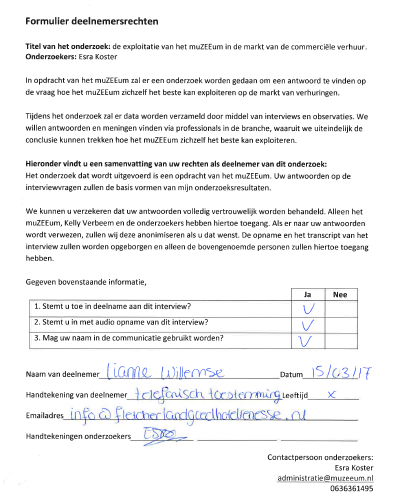 Formulier deelnemersrechten
Titel van het onderzoek: de exploitatie van het muZEEum in de markt van de commerciële verhuur.
Onderzoekers: Esra Koster
In opdracht van het muZEEum zal er een onderzoek worden gedaan om een antwoord te vinden op
de vraag hoe het muZEEum zichzelf het beste kan exploiteren op de markt van verhuringen.
Tijdens het onderzoek zal er data worden verzameld door middel van interviews en observaties. We
willen antwoorden en meningen vinden via professionals in de branche, waaruit we uiteindelijk de
conclusie kunnen trekken hoe het muZEEum zichzelf het beste kan exploiteren.
Hieronder vindt u een samenvatting van uw rechten als deelnemer van dit onderzoek:
Het onderzoek dat wordt uitgevoerd is een opdracht van het muZEEum. Uw antwoorden op de
interviewvragen zullen de basis vormen van mijn onderzoeksresultaten.
We kunnen u verzekeren dat uw antwoorden volledig vertrouwelijk worden behandeld. Alleen het
muZEEum, Kelly Verbeem en de onderzoekers hebben hiertoe toegang. Als er naar uw antwoorden
wordt verwezen, zullen wij deze anonimiseren als u dat wenst. De opname en het transcript van het
interview zullen worden opgeborgen en alleen de bovengenoemde personen zullen hiertoe toegang
hebben.
Gegeven bovenstaande informatie,
Ja Nee
1. Stemt u toe in deelname aan dit interview? V
2. Stemt u in met audio opname van dit interview? V
3. Mag uw naam in de communicatie gebruikt worden? V
Naam van deelnemer Lianne Willemse Datum 15/03/17
Handtekening van deelnemer telefonisch toestemming Leeftijd x
Emailadres info@fletcherlandgoedhotelrenesse.nl
Handtekeningen onderzoekers
Contactpersoon onderzoekers:
Esra Koster
administratie@muzeeum.nl
0636361495